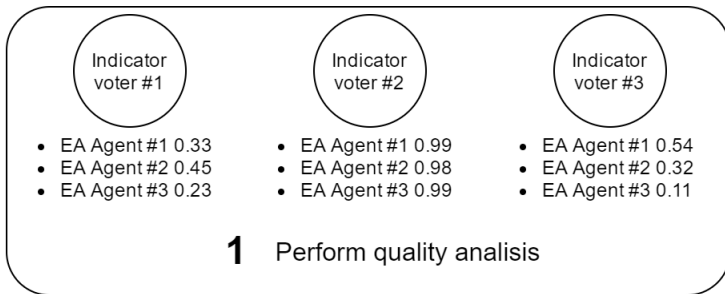 Indicator
voter #1
Indicator
voter #2
Indicator
voter #3
• EA Agent #1 0.33
• EA Agent #2 0.45
• EA Agent #3 0.23
• EA Agent #1 0.99
• EA Agent #2 0.98
• EA Agent #3 0.99
• EA Agent #1 0.54
• EA Agent #2 0.32
• EA Agent #3 0.11
1 Perform quality analisis